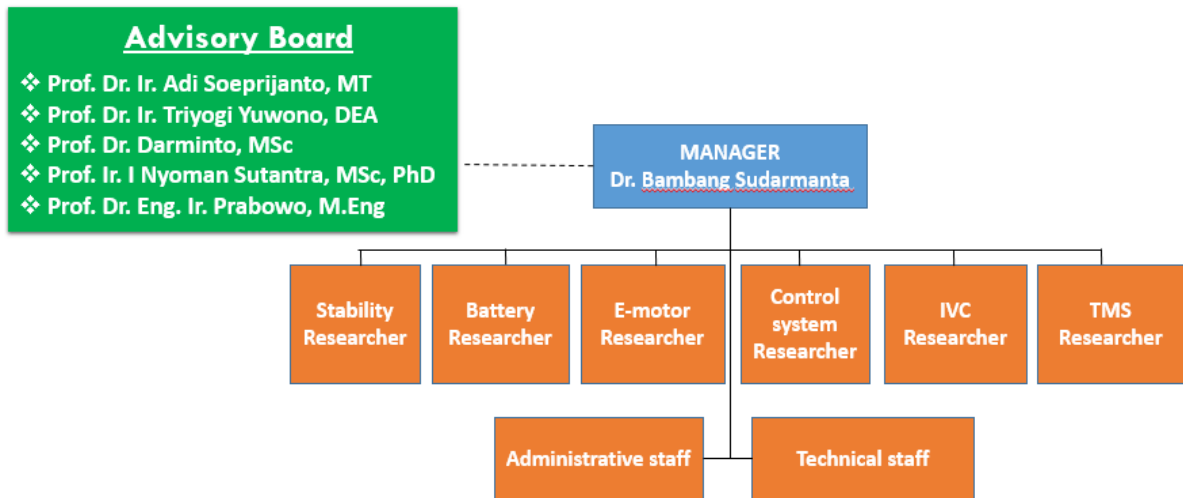 Advisory Board
❖ Prof. Dr. Ir. Adi Soeprijanto, MT
❖ Prof. Dr. Ir. Triyogi Yuwono, DEA
❖ Prof. Dr. Darminto, MSc
❖ Prof. Ir. I Nyoman Sutantra, MSc, PhD
❖ Prof. Dr. Eng. Ir. Prabowo, M.Eng
MANAGER
Dr. Bambang Sudarmanta
Stability
Researcher
Battery
Researcher
E-motor
Researcher
Control
system
Researcher
IVC
Researcher
TMS
Researcher
Administrative staff
Technical staff